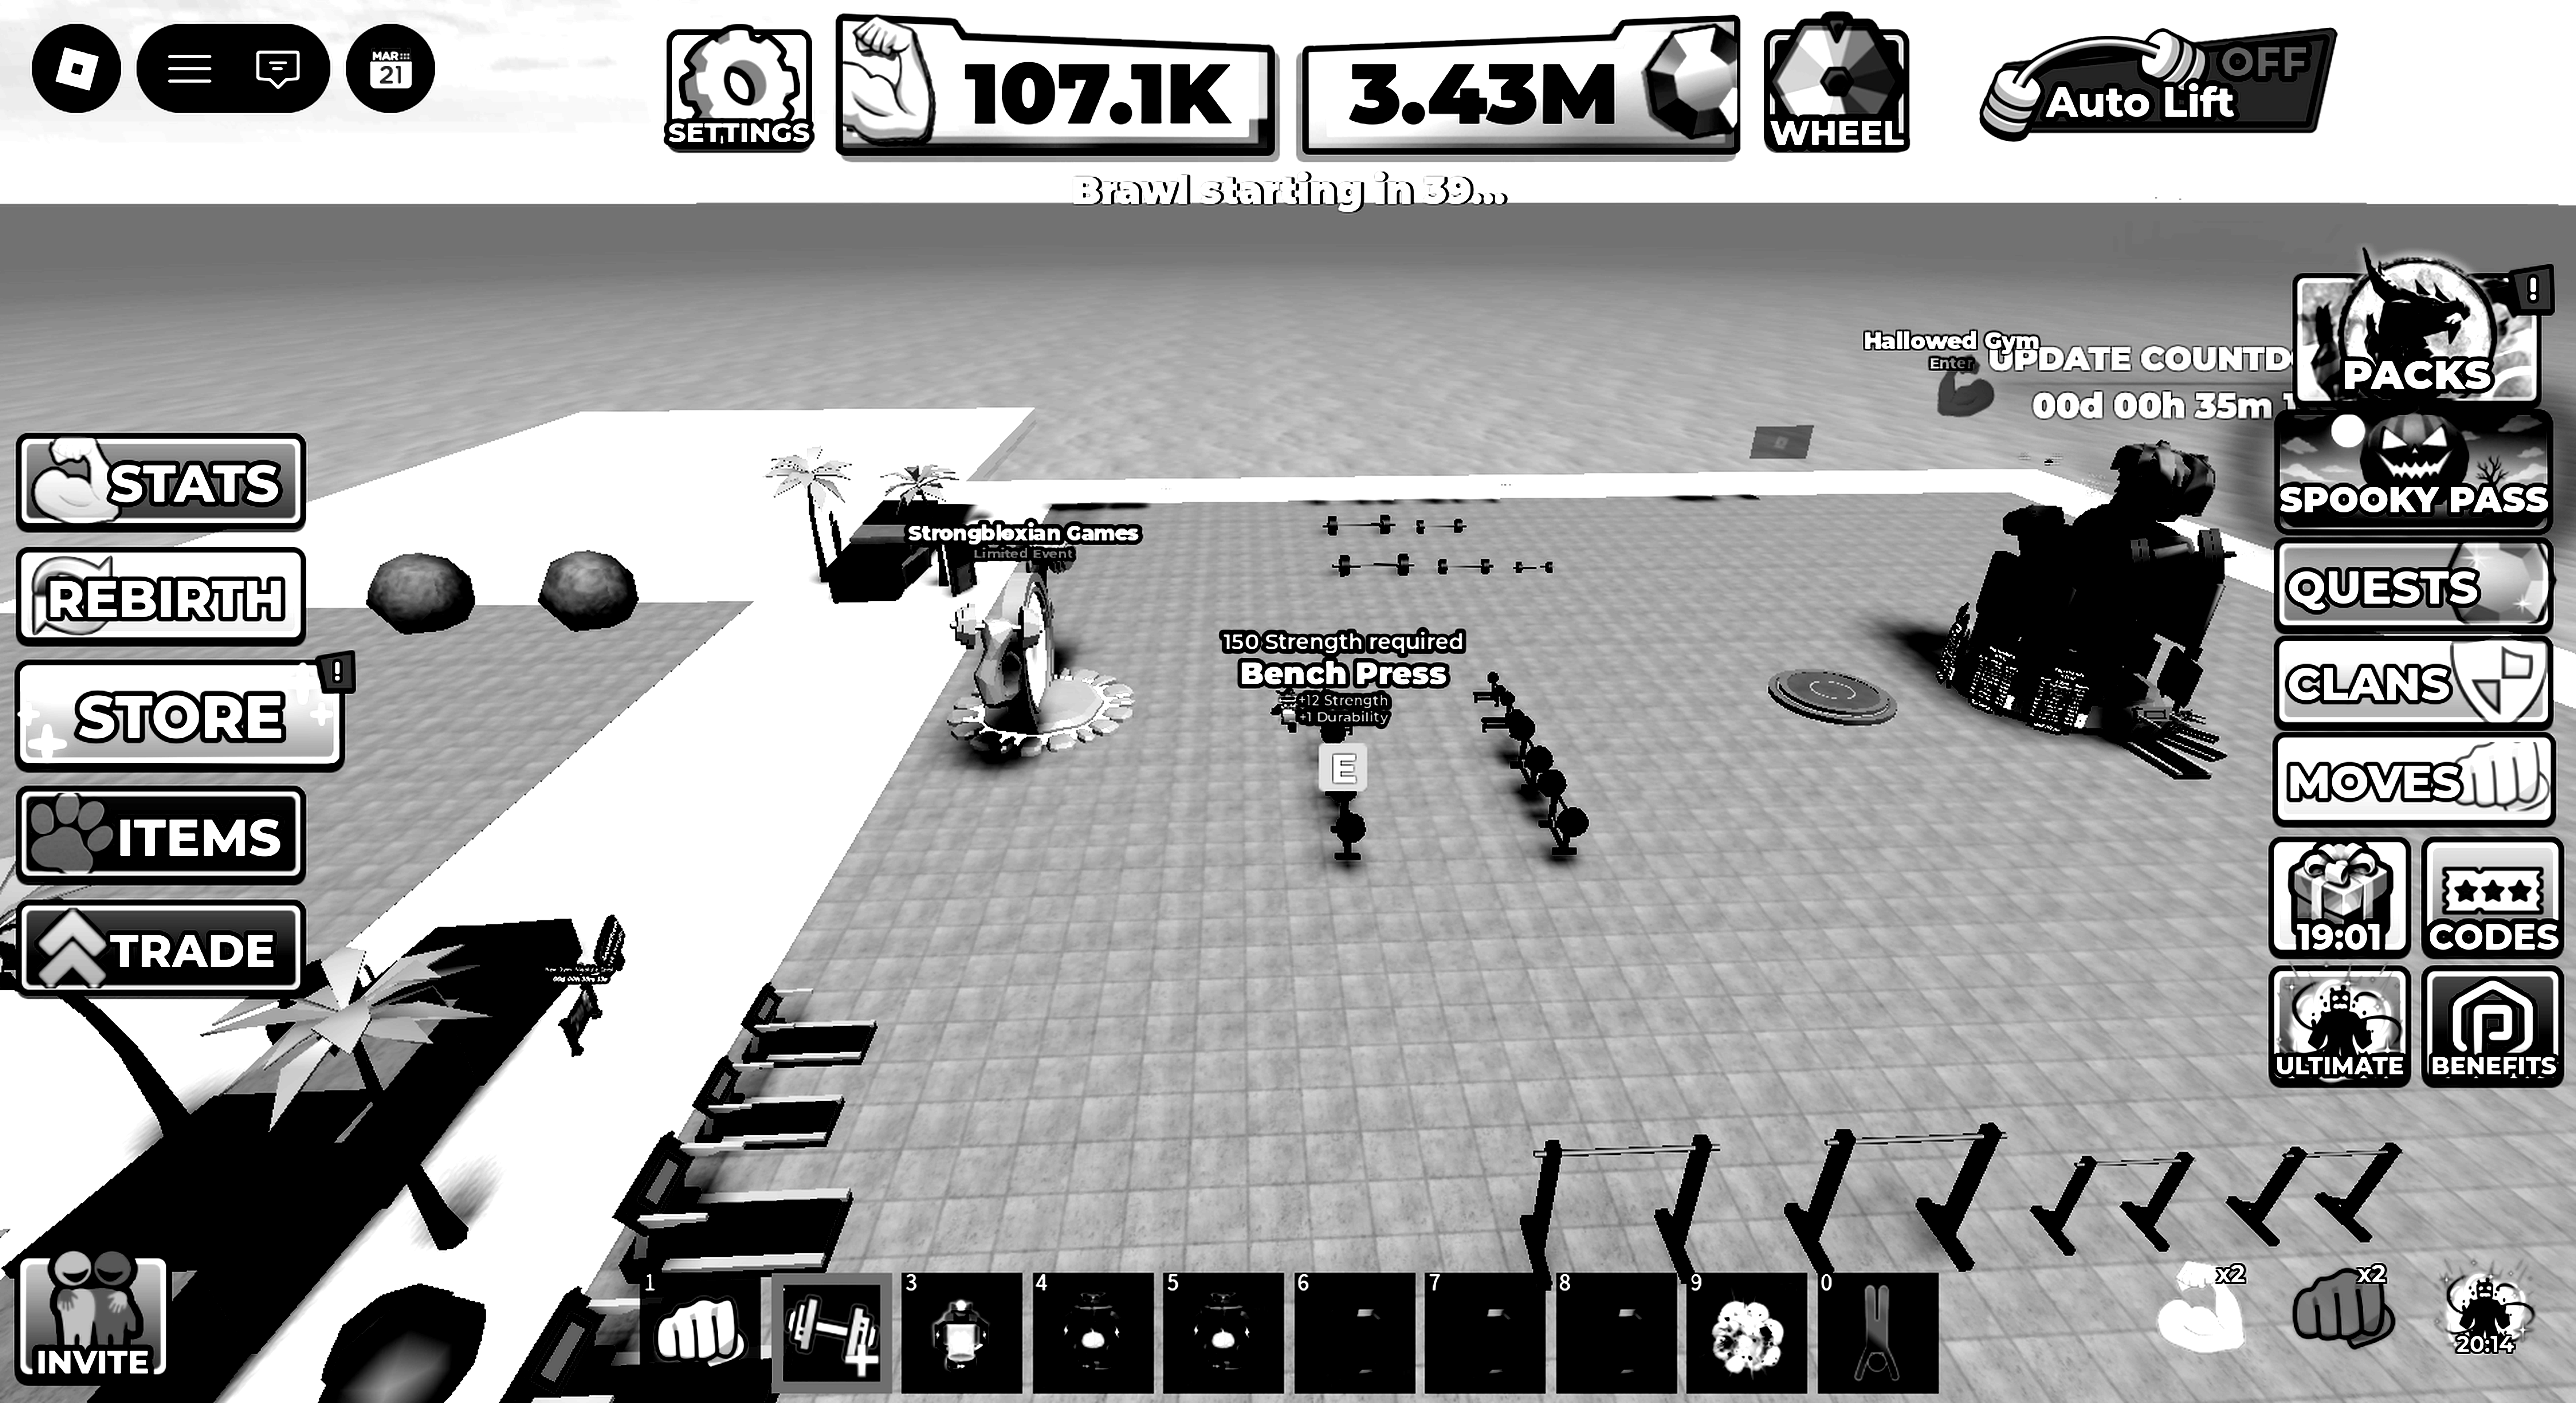 MAR
21
SETTINGS
107.1K
3.43M
WHEEL
OFF
Auto Lift
Brawl starting in 39...
Hallowed Gym
Enter
UPDATE COUNTD
00d 00h 35m
PACKS
!
SPOOKY PASS
STATS
REBIRTH
STORE
!
ITEMS
TRADE
INVITE
Strongbloxian Games
Limited Event
150 Strength required
Bench Press
+12 Strength
+1 Durability
E
QUESTS
CLANS
MOVES
19:01
CODES
ULTIMATE
BENEFITS
1
3
4
5
6
7
8
9
0
x2
x2
20:14